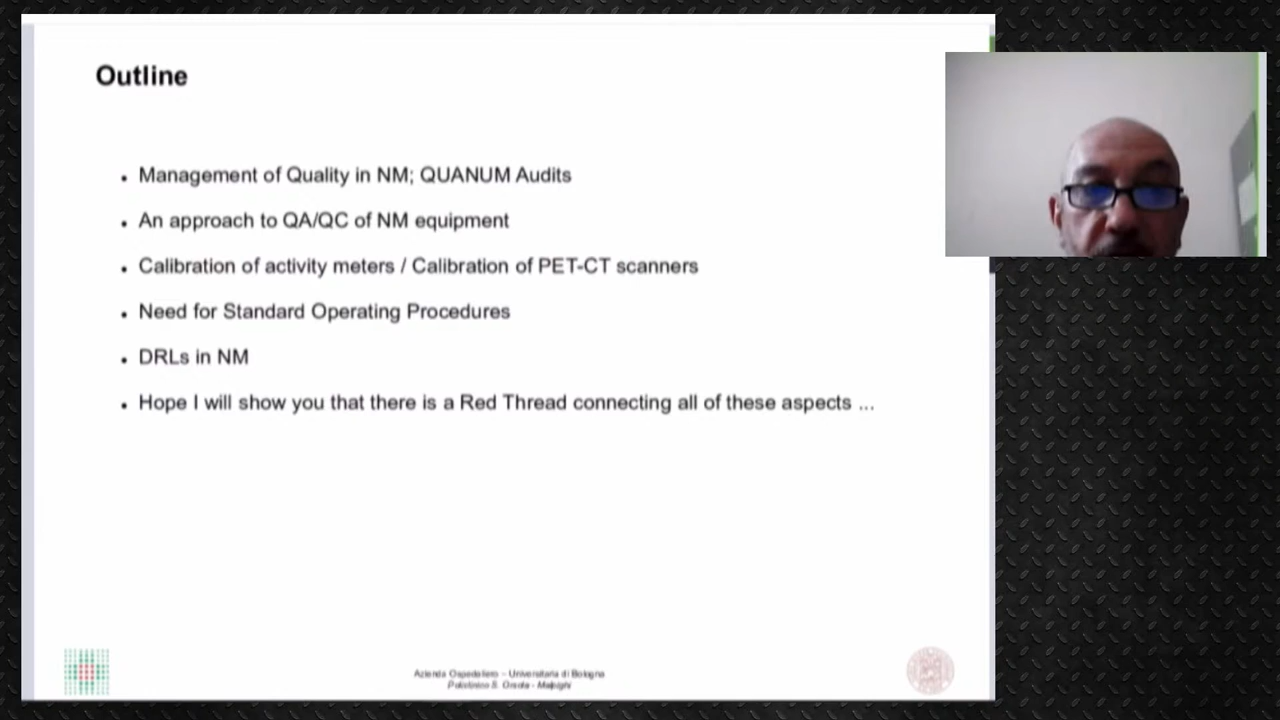 Outline
• Management of Quality in NM; QUANUM Audits
• An approach to QA/QC of NM equipment
• Calibration of activity meters / Calibration of PET-CT scanners
• Need for Standard Operating Procedures
• DRLs in NM
• Hope I will show you that there is a Red Thread connecting all of these aspects ...
Azienda Ospedaliero – Universitaria di Bologna
Policlinico S. Orsola - Malpighi